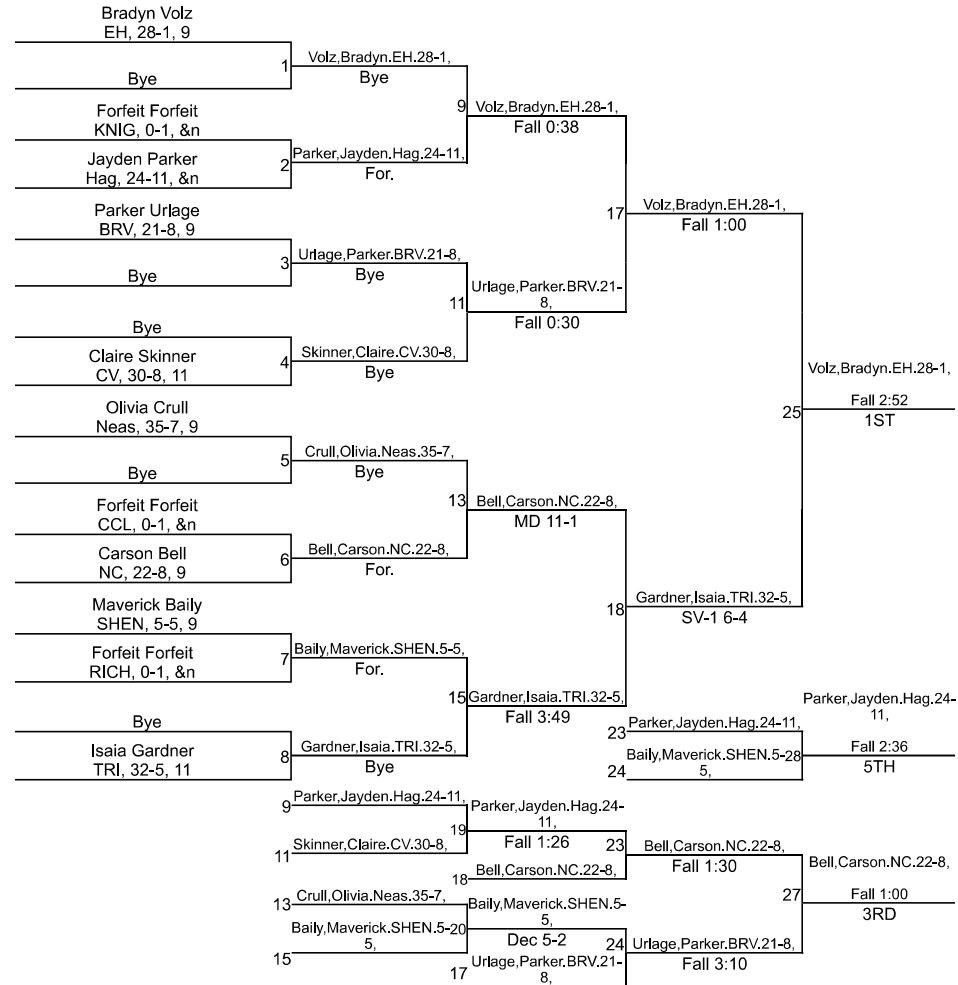 Bradyn Volz
EH, 28-1, 9
1
Volz,Bradyn.EH.28-1,
Bye
Bye
9
Volz,Bradyn.EH.28-1,
Fall 0:38
Forfeit Forfeit
KNIG, 0-1, &n
2
Parker,Jayden.Hag.24-11,
For.
Jayden Parker
Hag, 24-11, &n
17
Volz,Bradyn.EH.28-1,
Fall 1:00
Parker Urlage
BRV, 21-8, 9
3
Urlage,Parker.BRV.21-8,
Bye
Bye
11
Urlage,Parker.BRV.21-
8,
Fall 0:30
Bye
4
Skinner,Claire.CV.30-8,
Bye
Claire Skinner
CV, 30-8, 11
25
Volz,Bradyn.EH.28-1,
Fall 2:52
1ST
Olivia Crull
Neas, 35-7, 9
5
Crull,Olivia.Neas.35-7,
Bye
Bye
13
Bell,Carson.NC.22-8,
MD 11-1
Forfeit Forfeit
CCL, 0-1, &n
6
Bell,Carson.NC.22-8,
For.
Carson Bell
NC, 22-8, 9
18
Gardner,Isaia.TRI.32-5,
SV-1 6-4
Maverick Baily
SHEN, 5-5, 9
7
Baily,Maverick.SHEN.5-5,
For.
Forfeit Forfeit
RICH, 0-1, &n
15
Gardner,Isaia.TRI.32-5,
Fall 3:49
Bye
8
Gardner,Isaia.TRI.32-5,
Bye
Isaia Gardner
TRI, 32-5, 11
23
Parker,Jayden.Hag.24-11,
24
Baily,Maverick.SHEN.5-
5,
28
Parker,Jayden.Hag.24-
11,
Fall 2:36
5TH
9
Parker,Jayden.Hag.24-11,
11
Skinner,Claire.CV.30-8,
19
Parker,Jayden.Hag.24-
11,
Fall 1:26
18
Bell,Carson.NC.22-8,
23
Bell,Carson.NC.22-8,
Fall 1:30
27
Bell,Carson.NC.22-8,
Fall 1:00
3RD
13
Crull,Olivia.Neas.35-7,
15
Baily,Maverick.SHEN.5-
5,
20
Baily,Maverick.SHEN.5-
5,
Dec 5-2
17
Urlage,Parker.BRV.21-
8,
24
Urlage,Parker.BRV.21-8,
Fall 3:10